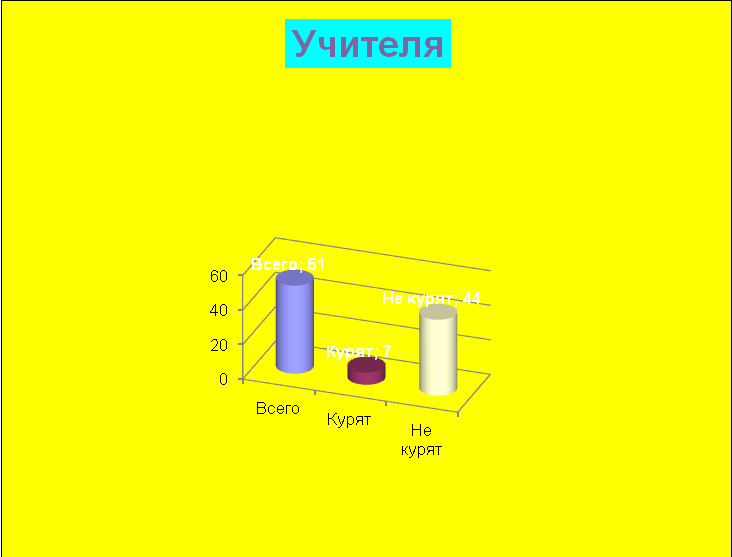 Учителя
Всего; 51
Не курят; 44
Курят; 7
60
40
20
0
Всего
Курят
Не
курят